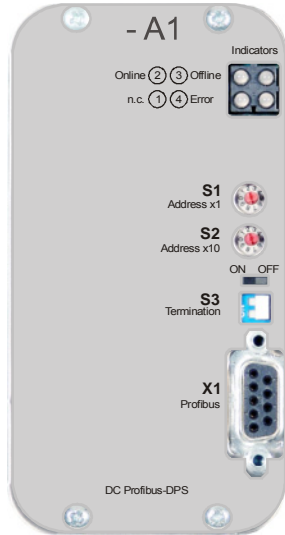 - A1
Indicators
Online 2 3 Offline
n.c. 1 4 Error
S1
Address x1
S2
Address x10
ON OFF
S3
Termination
X1
Profibus
DC Profibus-DPS